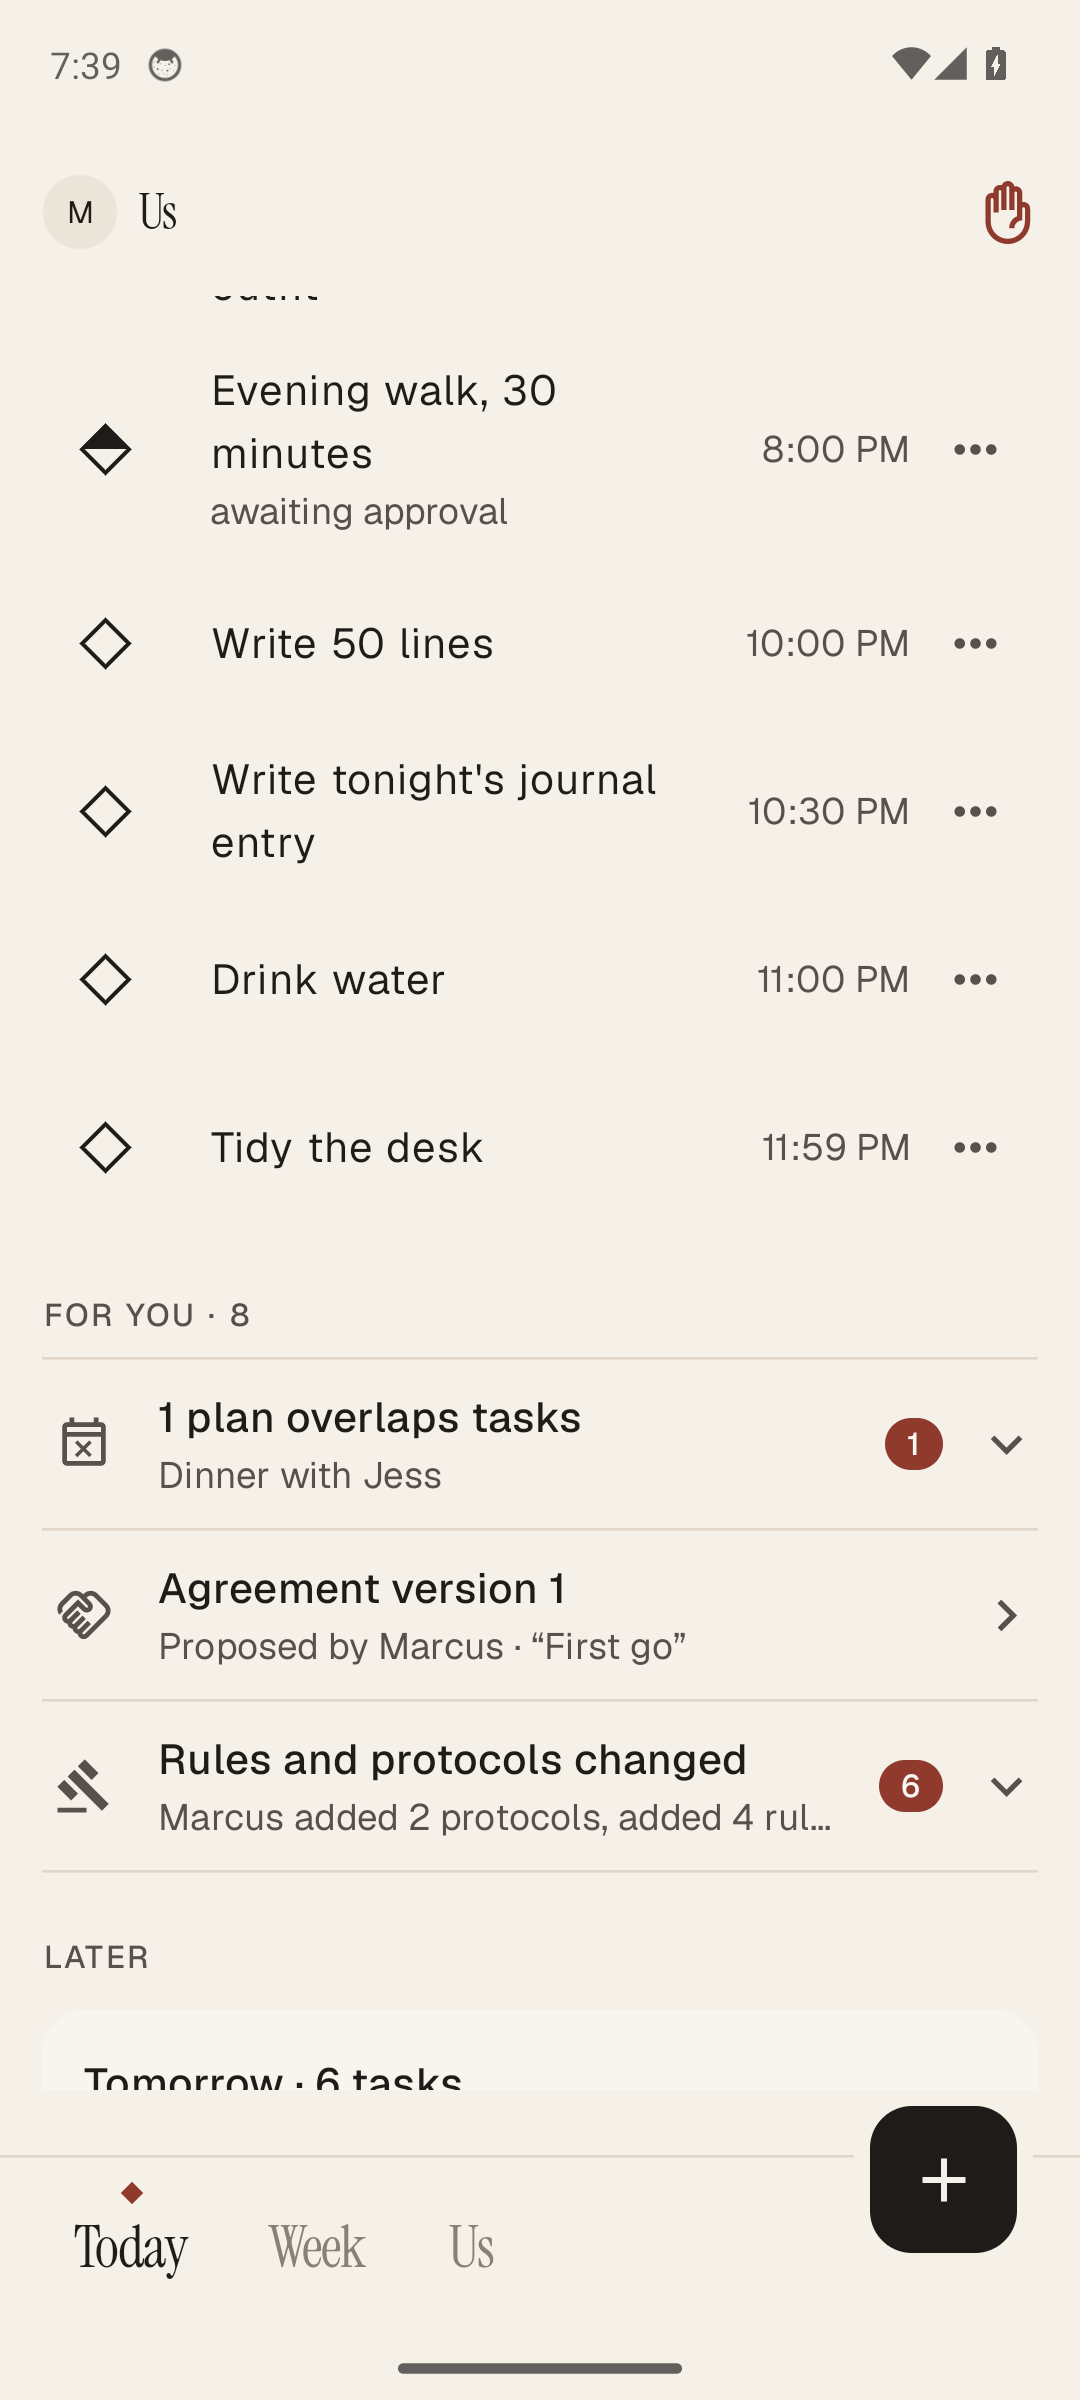 7:39
M
Us
Evening walk, 30
minutes
8:00 PM
awaiting approval
Write 50 lines
10:00 PM
Write tonight's journal
entry
10:30 PM
Drink water
11:00 PM
Tidy the desk
11:59 PM
FOR YOU · 8
1 plan overlaps tasks
Dinner with Jess
1
Agreement version 1
Proposed by Marcus · “First go”
Rules and protocols changed
Marcus added 2 protocols, added 4 rul...
6
LATER
Tomorrow · 6 tasks
Today
Week
Us